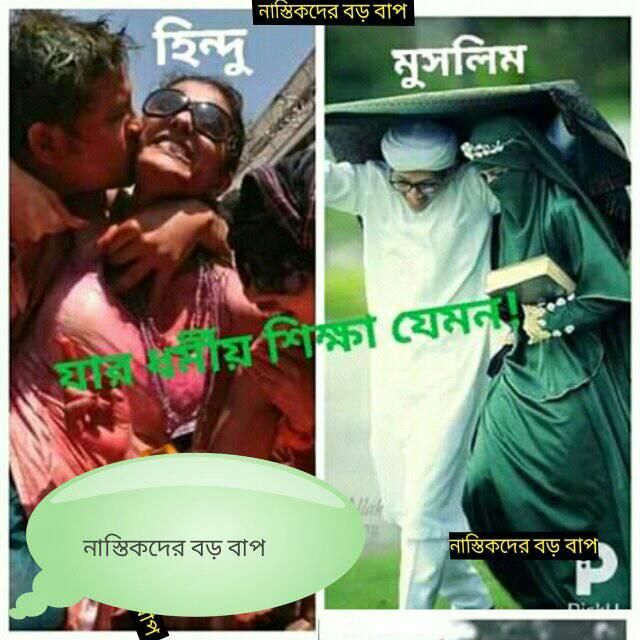 নাস্তিকদের বড় বাপ
হিন্দু
মুসলিম
যার ধর্মীয় শিক্ষা যেমন!
নাস্তিকদের বড় বাপ
নাস্তিকদের বড় বাপ